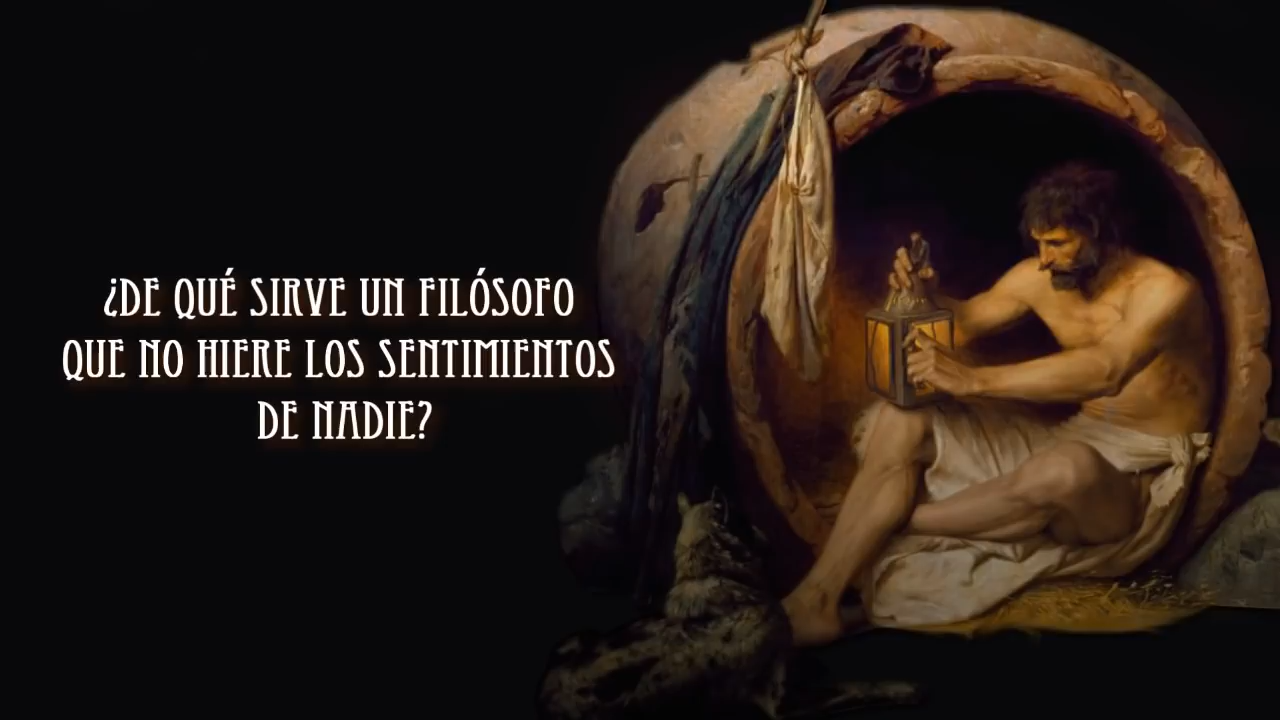 ¿DE QUÉ SIRVE UN FILÓSOFO
QUE NO HIERE LOS SENTIMIENTOS
DE NADIE?